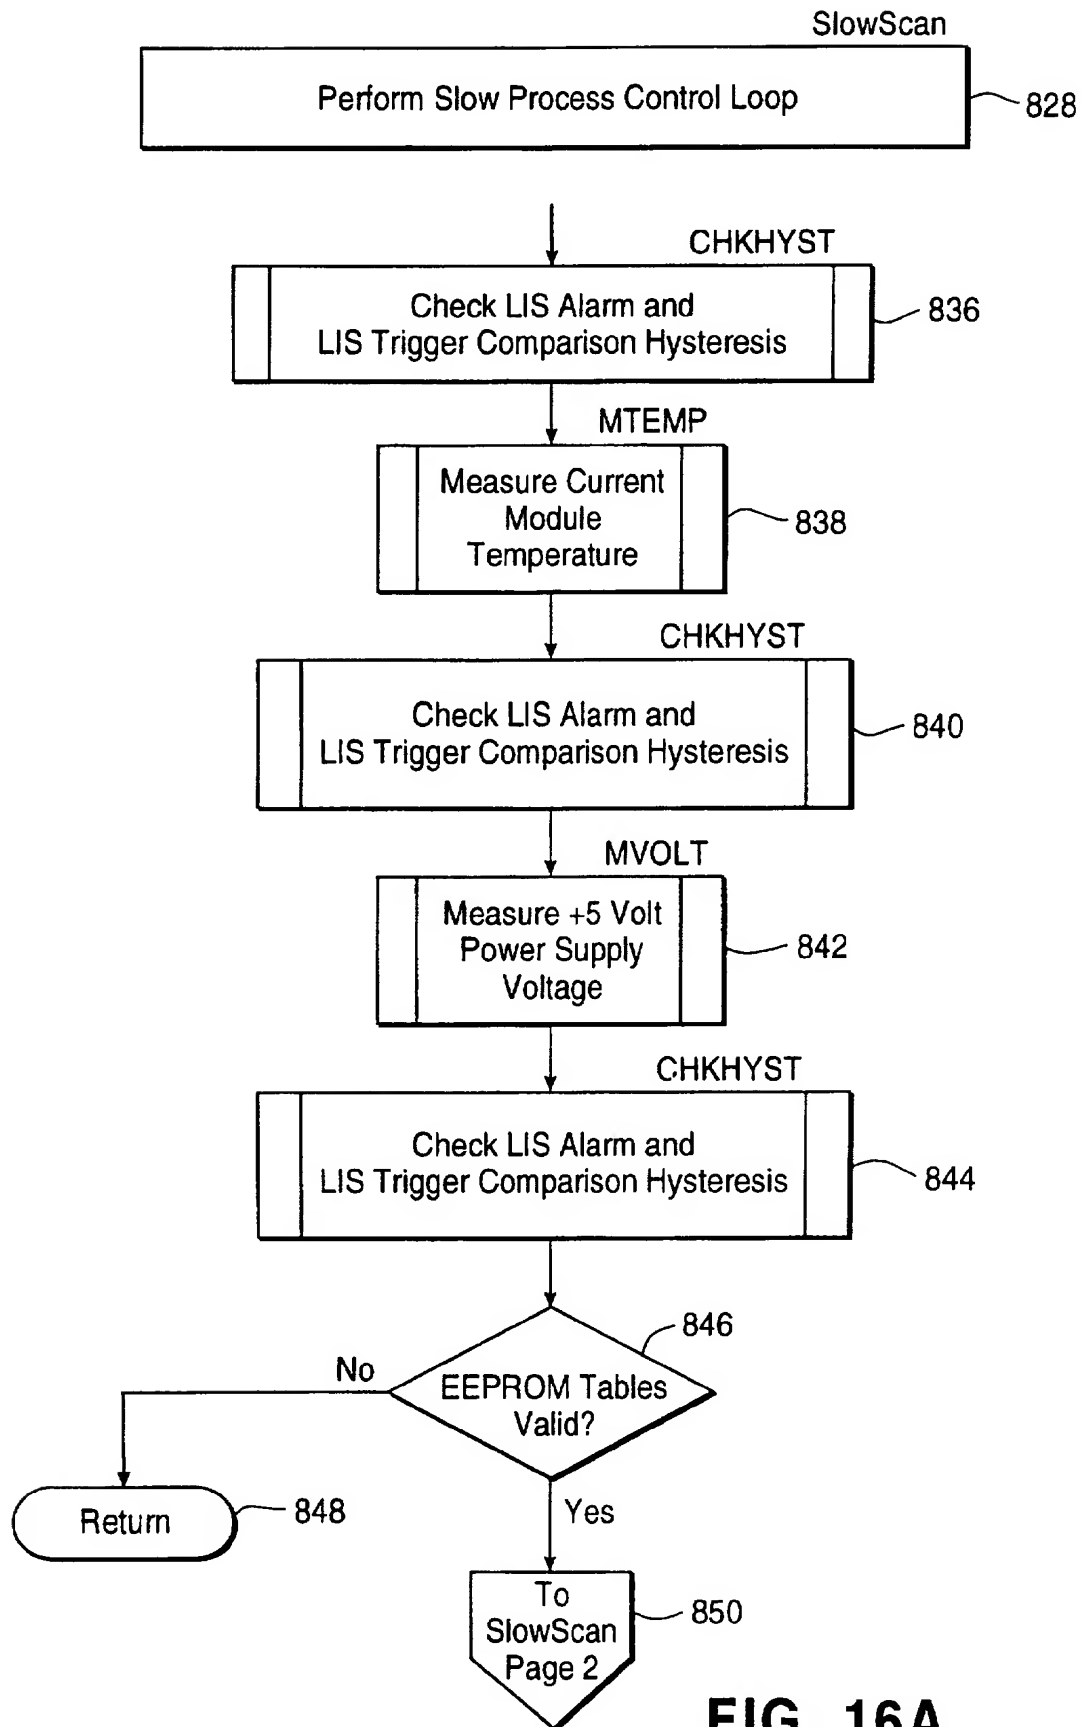 SlowScan
Perform Slow Process Control Loop
828
CHKHYST
Check LIS Alarm and
LIS Trigger Comparison Hysteresis
836
MTEMP
Measure Current
Module
Temperature
838
CHKHYST
Check LIS Alarm and
LIS Trigger Comparison Hysteresis
840
MVOLT
Measure +5 Volt
Power Supply
Voltage
842
CHKHYST
Check LIS Alarm and
LIS Trigger Comparison Hysteresis
844
846
No
EEPROM Tables
Valid?
Return
848
Yes
To
SlowScan
Page 2
850
FIG. 16A